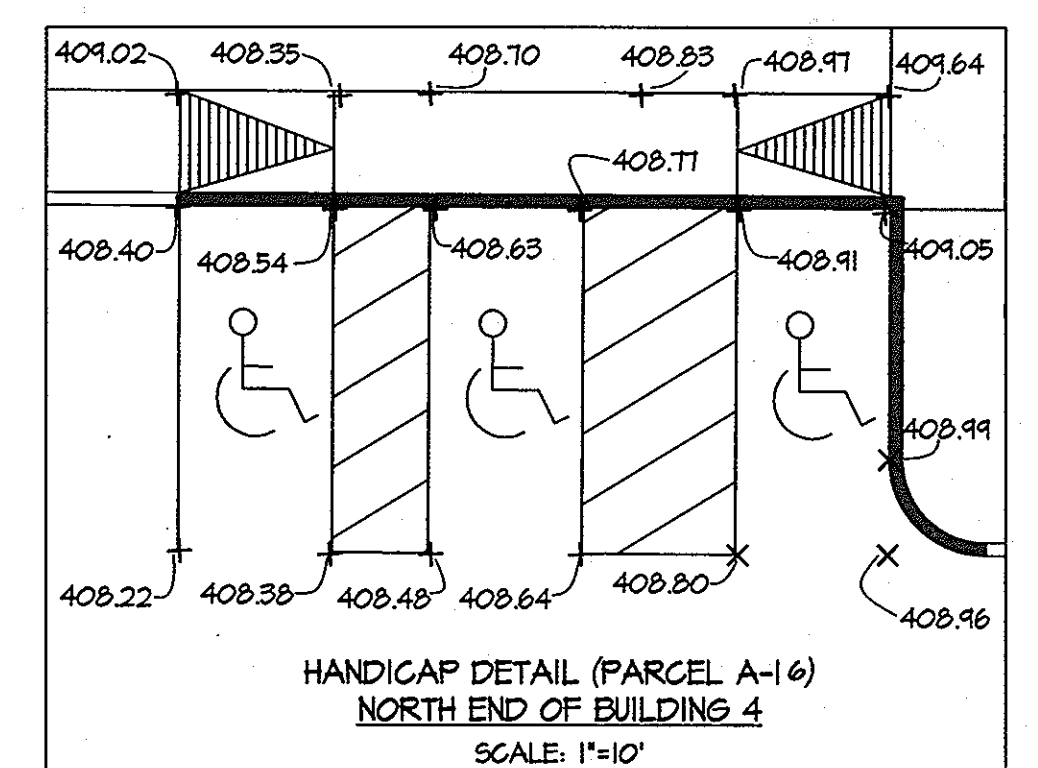 409.02 408.35 408.70 408.83 408.97 409.64
408.77
408.40 408.54 408.63 408.91 409.05
408.99
408.22 408.38 408.48 408.64 408.80 408.96
HANDICAP DETAIL (PARCEL A-16)
NORTH END OF BUILDING 4
SCALE: 1"=10'